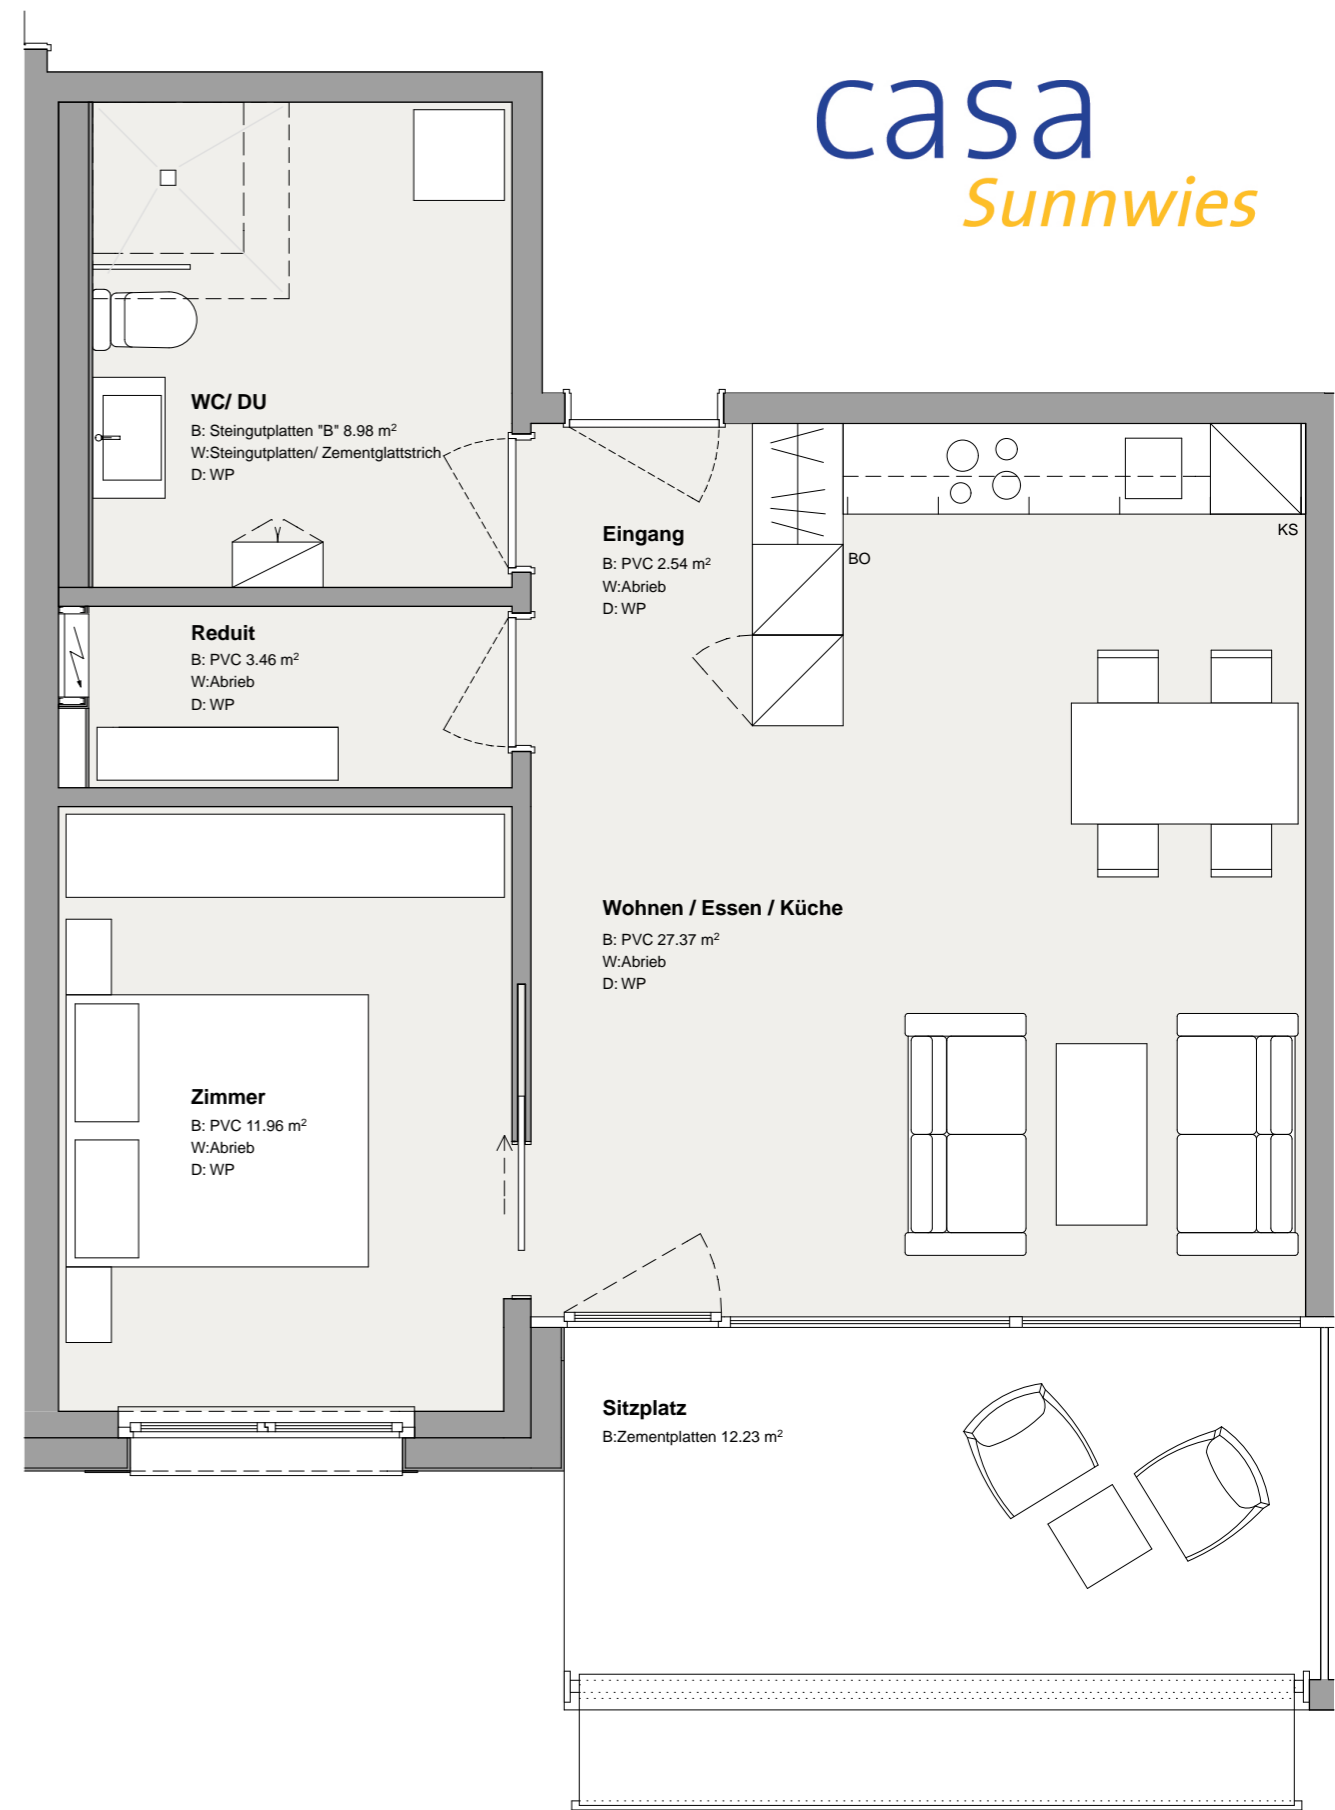 casa
Sunnwies
WC/ DU
B: Steingutplatten "B" 8.98 m²
W:Steingutplatten/ Zementglattstrich
D: WP
Eingang
B: PVC 2.54 m²
W:Abrieb
D: WP
KS
BO
Reduit
B: PVC 3.46 m²
W:Abrieb
D: WP
Wohnen / Essen / Küche
B: PVC 27.37 m²
W:Abrieb
D: WP
Zimmer
B: PVC 11.96 m²
W:Abrieb
D: WP
Sitzplatz
B:Zementplatten 12.23 m²